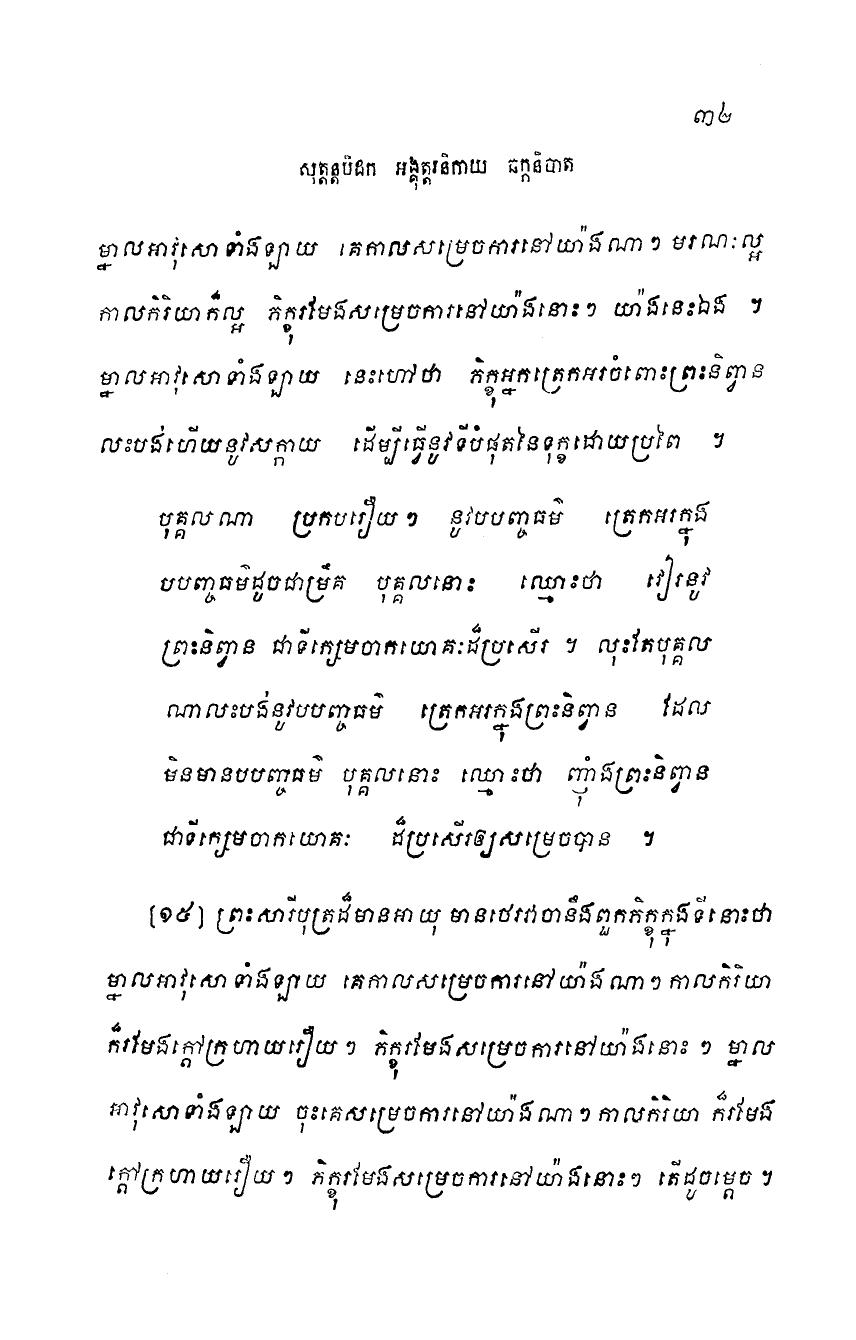 ៣២
សុត្តន្តបិដក អង្គុត្តរនិកាយ ឆក្កនិបាត
ម្នាលអាវុសោទាំងឡាយ គេកាលសម្រេចការនៅយ៉ាងណាៗ មរណៈល្អ
កាលកិរិយាក៏ល្អ ភិក្ខុរមែងសម្រេចការនៅយ៉ាងនោះៗ យ៉ាងនេះឯង ។
ម្នាលអាវុសោទាំងឡាយ នេះហៅថា ភិក្ខុអ្នកត្រេកអរចំពោះព្រះនិព្វាន
លះបង់ហើយនូវសក្កាយ ដើម្បីធ្វើនូវទីបំផុតនៃទុក្ខដោយប្រពៃ ។
បុគ្គលណា ប្រកបរឿយៗ នូវបបញ្ចធម៌ ត្រេកអរក្នុង
បបញ្ចធម៌ដូចជាម្រឹគ បុគ្គលនោះ ឈ្មោះថា វៀរនូវ
ព្រះនិព្វាន ជាទីក្សេមចាកយោគៈដ៏ប្រសើរ ។ លុះតែបុគ្គល
ណាលះបង់នូវបបញ្ចធម៌ ត្រេកអរក្នុងព្រះនិព្វាន ដែល
មិនមានបបញ្ចធម៌ បុគ្គលនោះ ឈ្មោះថា ញុំាងព្រះនិព្វាន
ជាទីក្សេមចាកយោគៈ ដ៏ប្រសើរឲ្យសម្រេចបាន ។
[១៥] ព្រះសារីបុត្រដ៏មានអាយុ មានថេរវាចានឹងពួកភិក្ខុក្នុងទីនោះថា
ម្នាលអាវុសោទាំងឡាយ គេកាលសម្រេចការនៅយ៉ាងណាៗ កាលកិរិយា
ក៏រមែងក្តៅក្រហាយរឿយៗ ភិក្ខុរមែងសម្រេចការនៅយ៉ាងនោះ ៗ ម្នាល
អាវុសោទាំងឡាយ ចុះគេសម្រេចការនៅយ៉ាងណាៗ កាលកិរិយា ក៏រមែង
ក្តៅក្រហាយរឿយៗ ភិក្ខុរមែងសម្រេចការនៅយ៉ាងនោះៗ តើដូចម្តេច ។